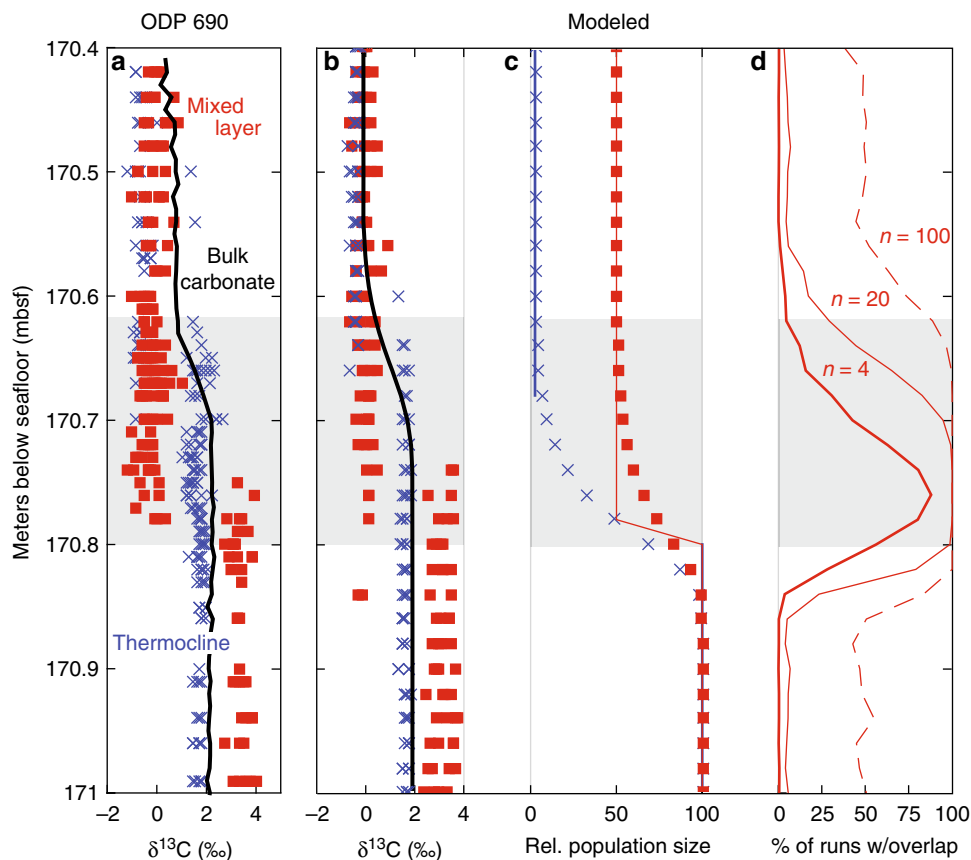 ODP 690
Modeled
a
b
c
d
Mixed
layer
Bulk
carbonate
Thermocline
n = 100
n = 20
n = 4
Meters below seafloor (mbsf)
170.4
170.5
170.6
170.7
170.8
170.9
171
−2 0 2 4
−2 0 2 4
0 50 100
0 25 50 75 100
δ13C (‰)
δ13C (‰)
Rel. population size
% of runs w/overlap